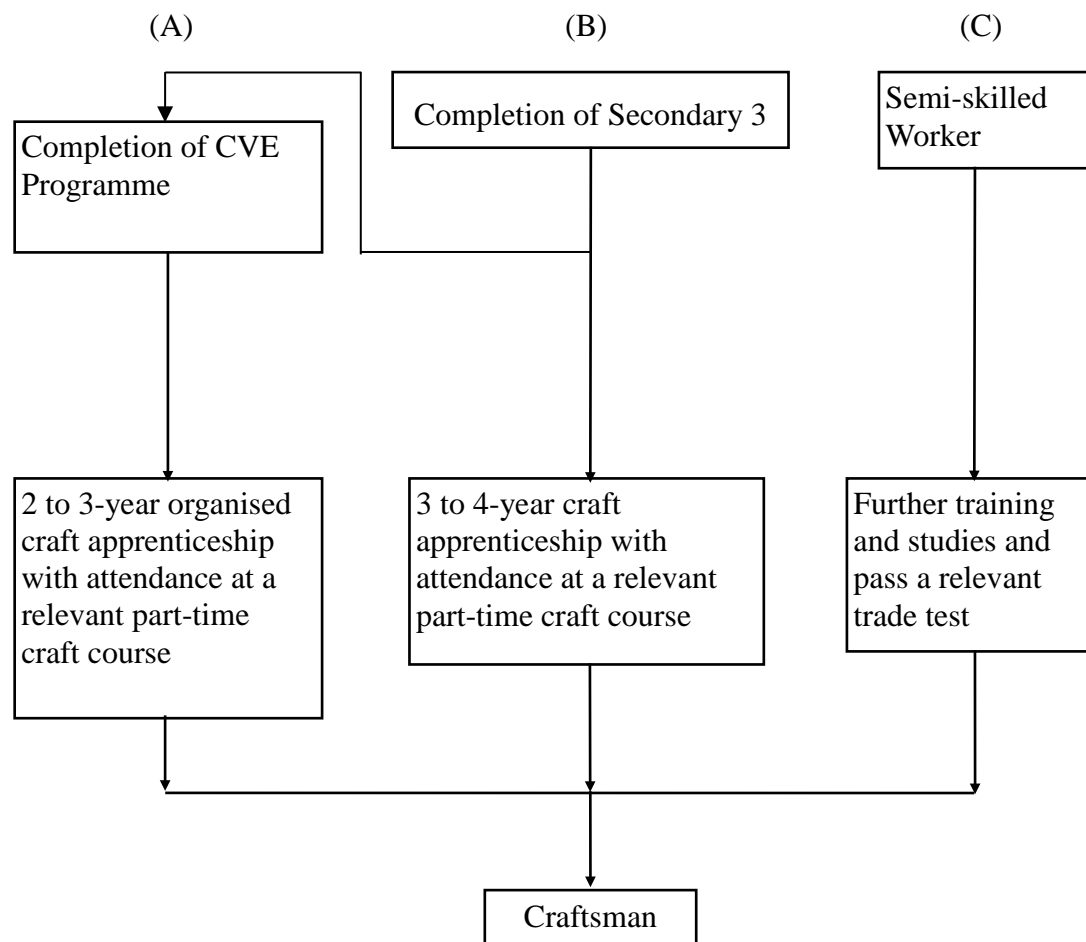 (A)
(B)
(C)
Completion of CVE
Programme
Completion of Secondary 3
Semi-skilled
Worker
2 to 3-year organised
craft apprenticeship
with attendance at a
relevant part-time
craft course
3 to 4-year craft
apprenticeship with
attendance at a relevant
part-time craft course
Further training
and studies and
pass a relevant
trade test
Craftsman